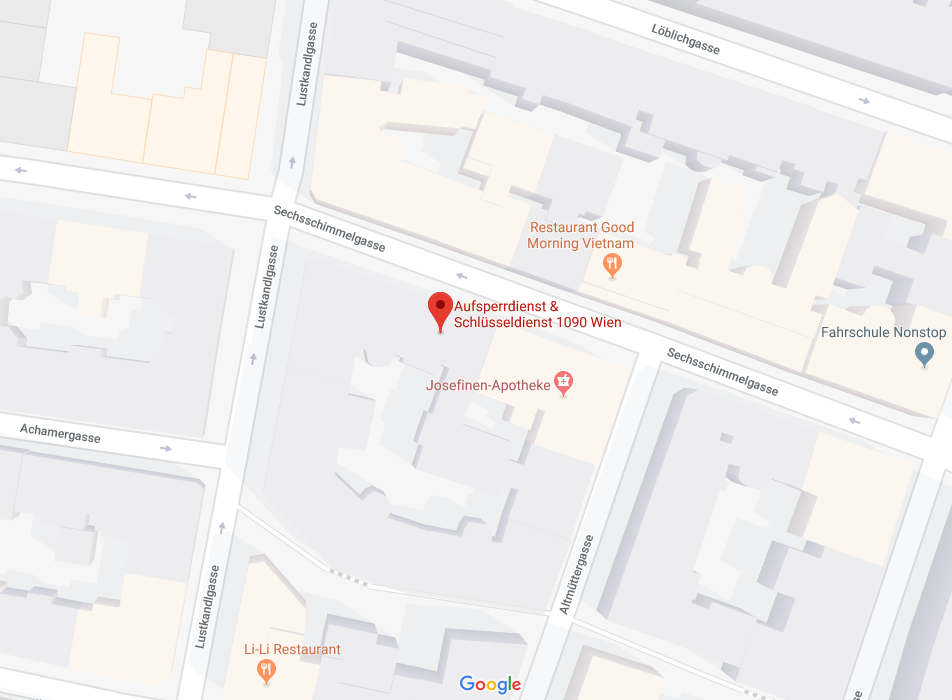 Löblichgasse
Lustkandlgasse
Sechsschimmelgasse
Restaurant Good
Morning Vietnam
Lustkandlgasse
Aufsperrdienst &
Schlüsseldienst 1090 Wien
Fahrschule Nonstop
Sechsschimmelgasse
Josefinen-Apotheke
Achamergasse
Altmüttergasse
Lustkandlgasse
Li-Li Restaurant
Google